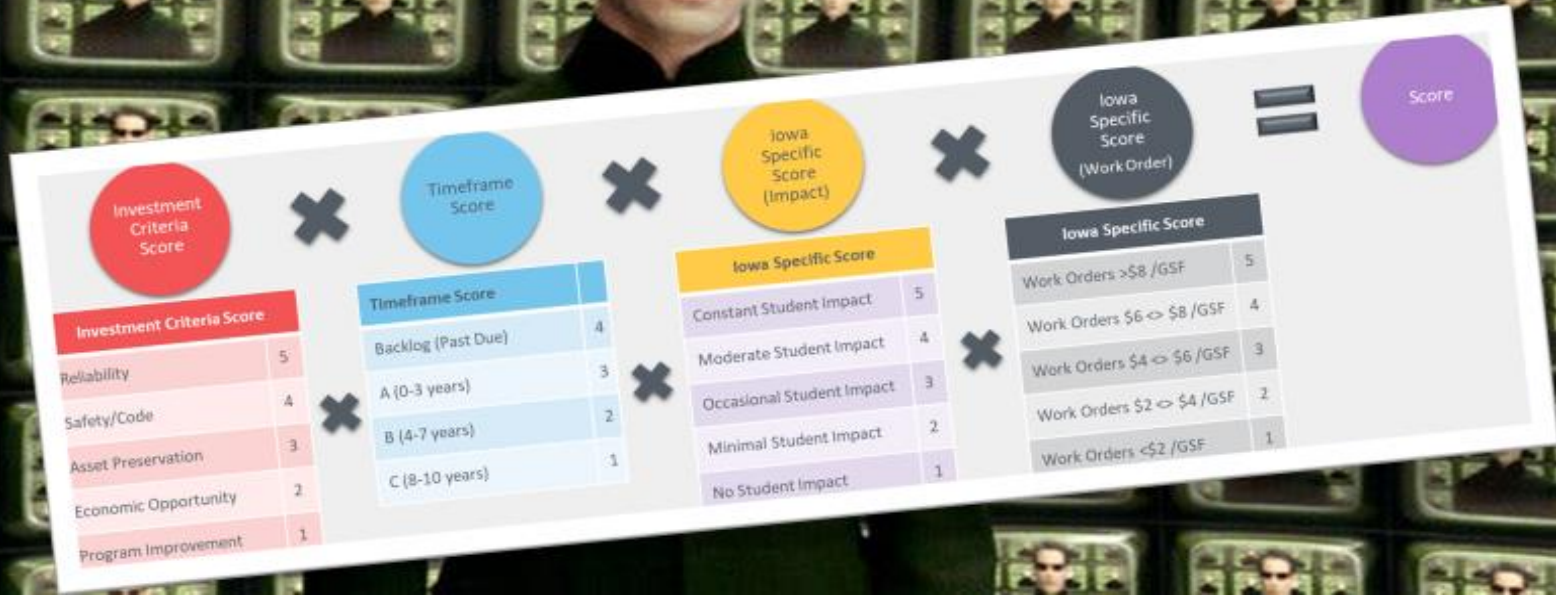 Investment
Criteria
Score
Timeframe
Score
Iowa
Specific
Score
(Impact)
Iowa
Specific
Score
(Work Order)
Score
Investment Criteria Score
Reliability 5
Safety/Code 4
Asset Preservation 3
Economic Opportunity 2
Program Improvement 1
Timeframe Score
Backlog (Past Due) 4
A (0-3 years) 3
B (4-7 years) 2
C (8-10 years) 1
Iowa Specific Score
Constant Student Impact 5
Moderate Student Impact 4
Occasional Student Impact 3
Minimal Student Impact 2
No Student Impact 1
Iowa Specific Score
Work Orders >$8 /GSF 5
Work Orders $6 <> $8 /GSF 4
Work Orders $4 <> $6 /GSF 3
Work Orders $2 <> $4 /GSF 2
Work Orders <$2 /GSF 1